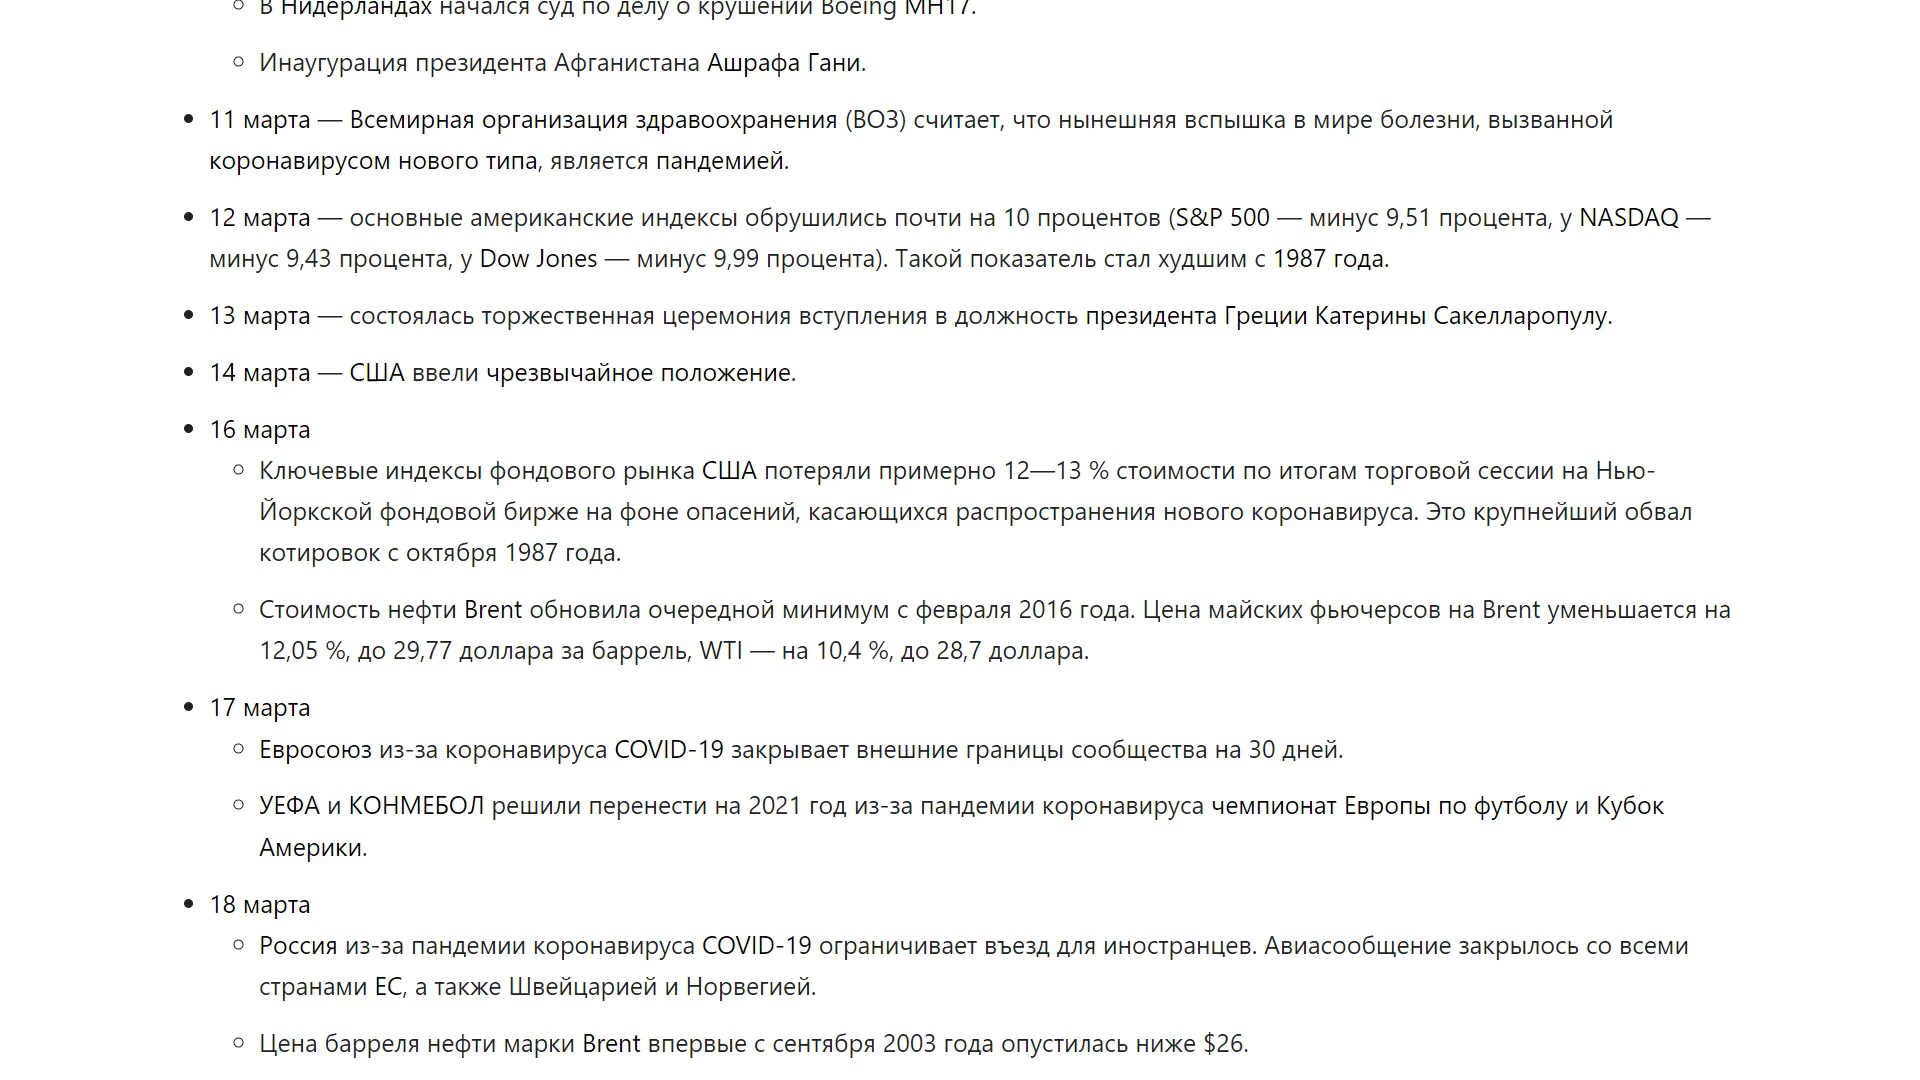 В Нидерландах начался суд по делу о крушении Boeing MH17.
Инаугурация президента Афганистана Ашрафа Гани.
11 марта — Всемирная организация здравоохранения (ВОЗ) считает, что нынешняя вспышка в мире болезни, вызванной
коронавирусом нового типа, является пандемией.
12 марта — основные американские индексы обрушились почти на 10 процентов (S&P 500 — минус 9,51 процента, у NASDAQ —
минус 9,43 процента, у Dow Jones — минус 9,99 процента). Такой показатель стал худшим с 1987 года.
13 марта — состоялась торжественная церемония вступления в должность президента Греции Катерины Сакелларопулу.
14 марта — США ввели чрезвычайное положение.
16 марта
Ключевые индексы фондового рынка США потеряли примерно 12—13 % стоимости по итогам торговой сессии на Нью-
Йоркской фондовой бирже на фоне опасений, касающихся распространения нового коронавируса. Это крупнейший обвал
котировок с октября 1987 года.
Стоимость нефти Brent обновила очередной минимум с февраля 2016 года. Цена майских фьючерсов на Brent уменьшается на
12,05 %, до 29,77 доллара за баррель, WTI — на 10,4 %, до 28,7 доллара.
17 марта
Евросоюз из-за коронавируса COVID-19 закрывает внешние границы сообщества на 30 дней.
УЕФА и КОНМЕБОЛ решили перенести на 2021 год из-за пандемии коронавируса чемпионат Европы по футболу и Кубок
Америки.
18 марта
Россия из-за пандемии коронавируса COVID-19 ограничивает въезд для иностранцев. Авиасообщение закрылось со всеми
странами ЕС, а также Швейцарией и Норвегией.
Цена барреля нефти марки Brent впервые с сентября 2003 года опустилась ниже $26.